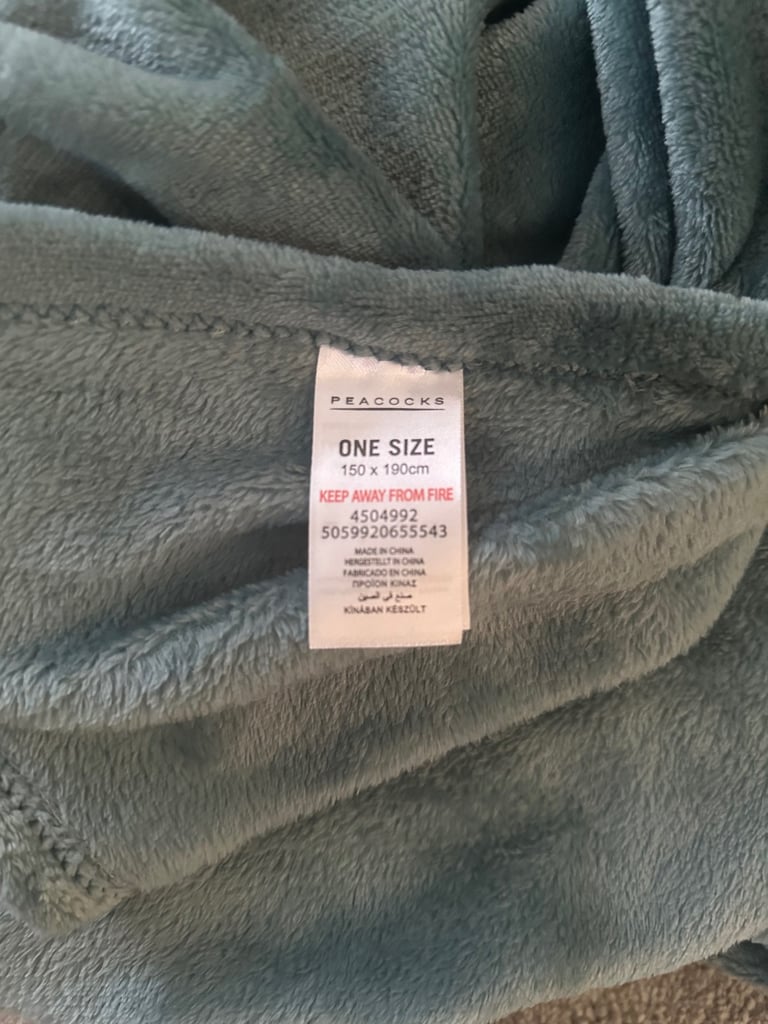 PEACOCKS
ONE SIZE
150 x 190cm
KEEP AWAY FROM FIRE
4504992
5059920655543
MADE IN CHINA
HERGESTELLT IN CHINA
FABRICADO EN CHINA
ΠΡΟΪΟΝ ΚΙΝΑΣ
صنع في الصين
KÍNÁBAN KÉSZÜLT